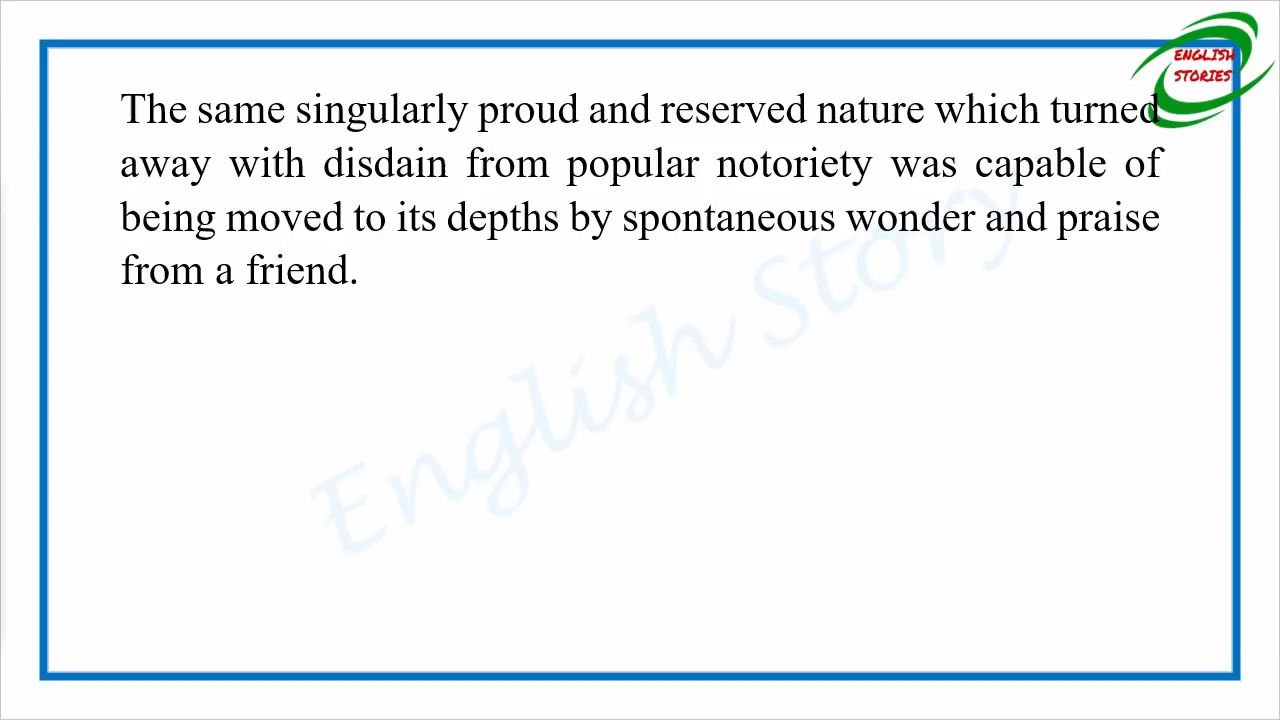 ENGLISH
STORIES
The same singularly proud and reserved nature which turned
away with disdain from popular notoriety was capable of
being moved to its depths by spontaneous wonder and praise
from a friend.
English Story